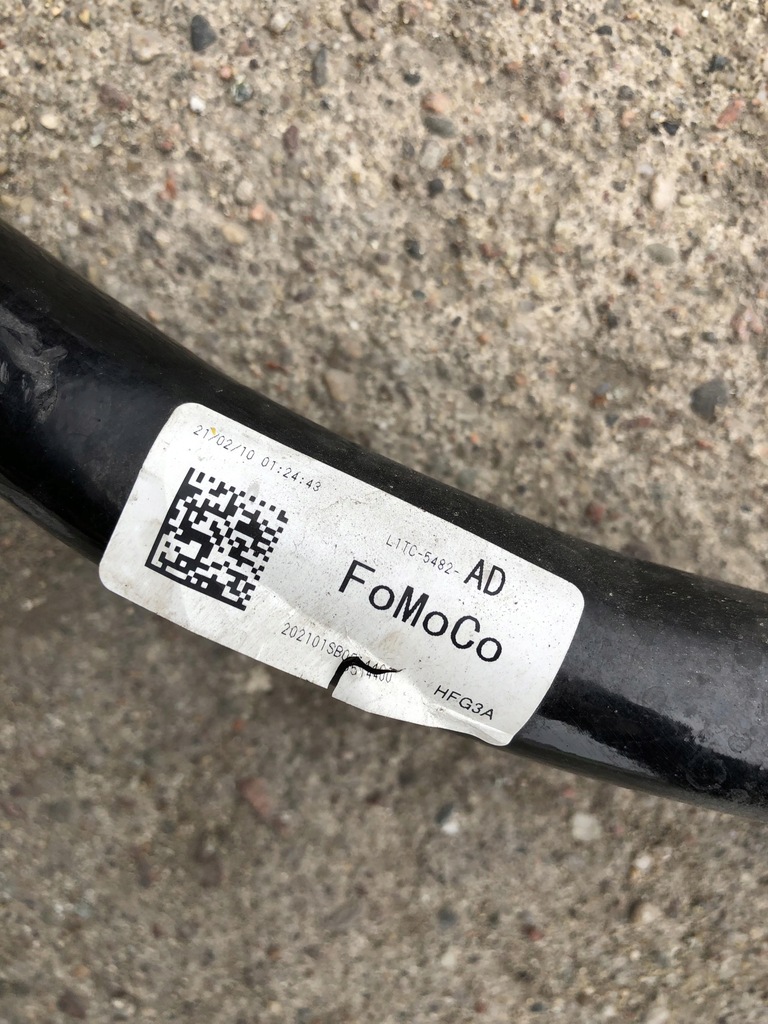 21/02/10 01:24:43
L1TC-5482-AD
FoMoCo
HFG3A